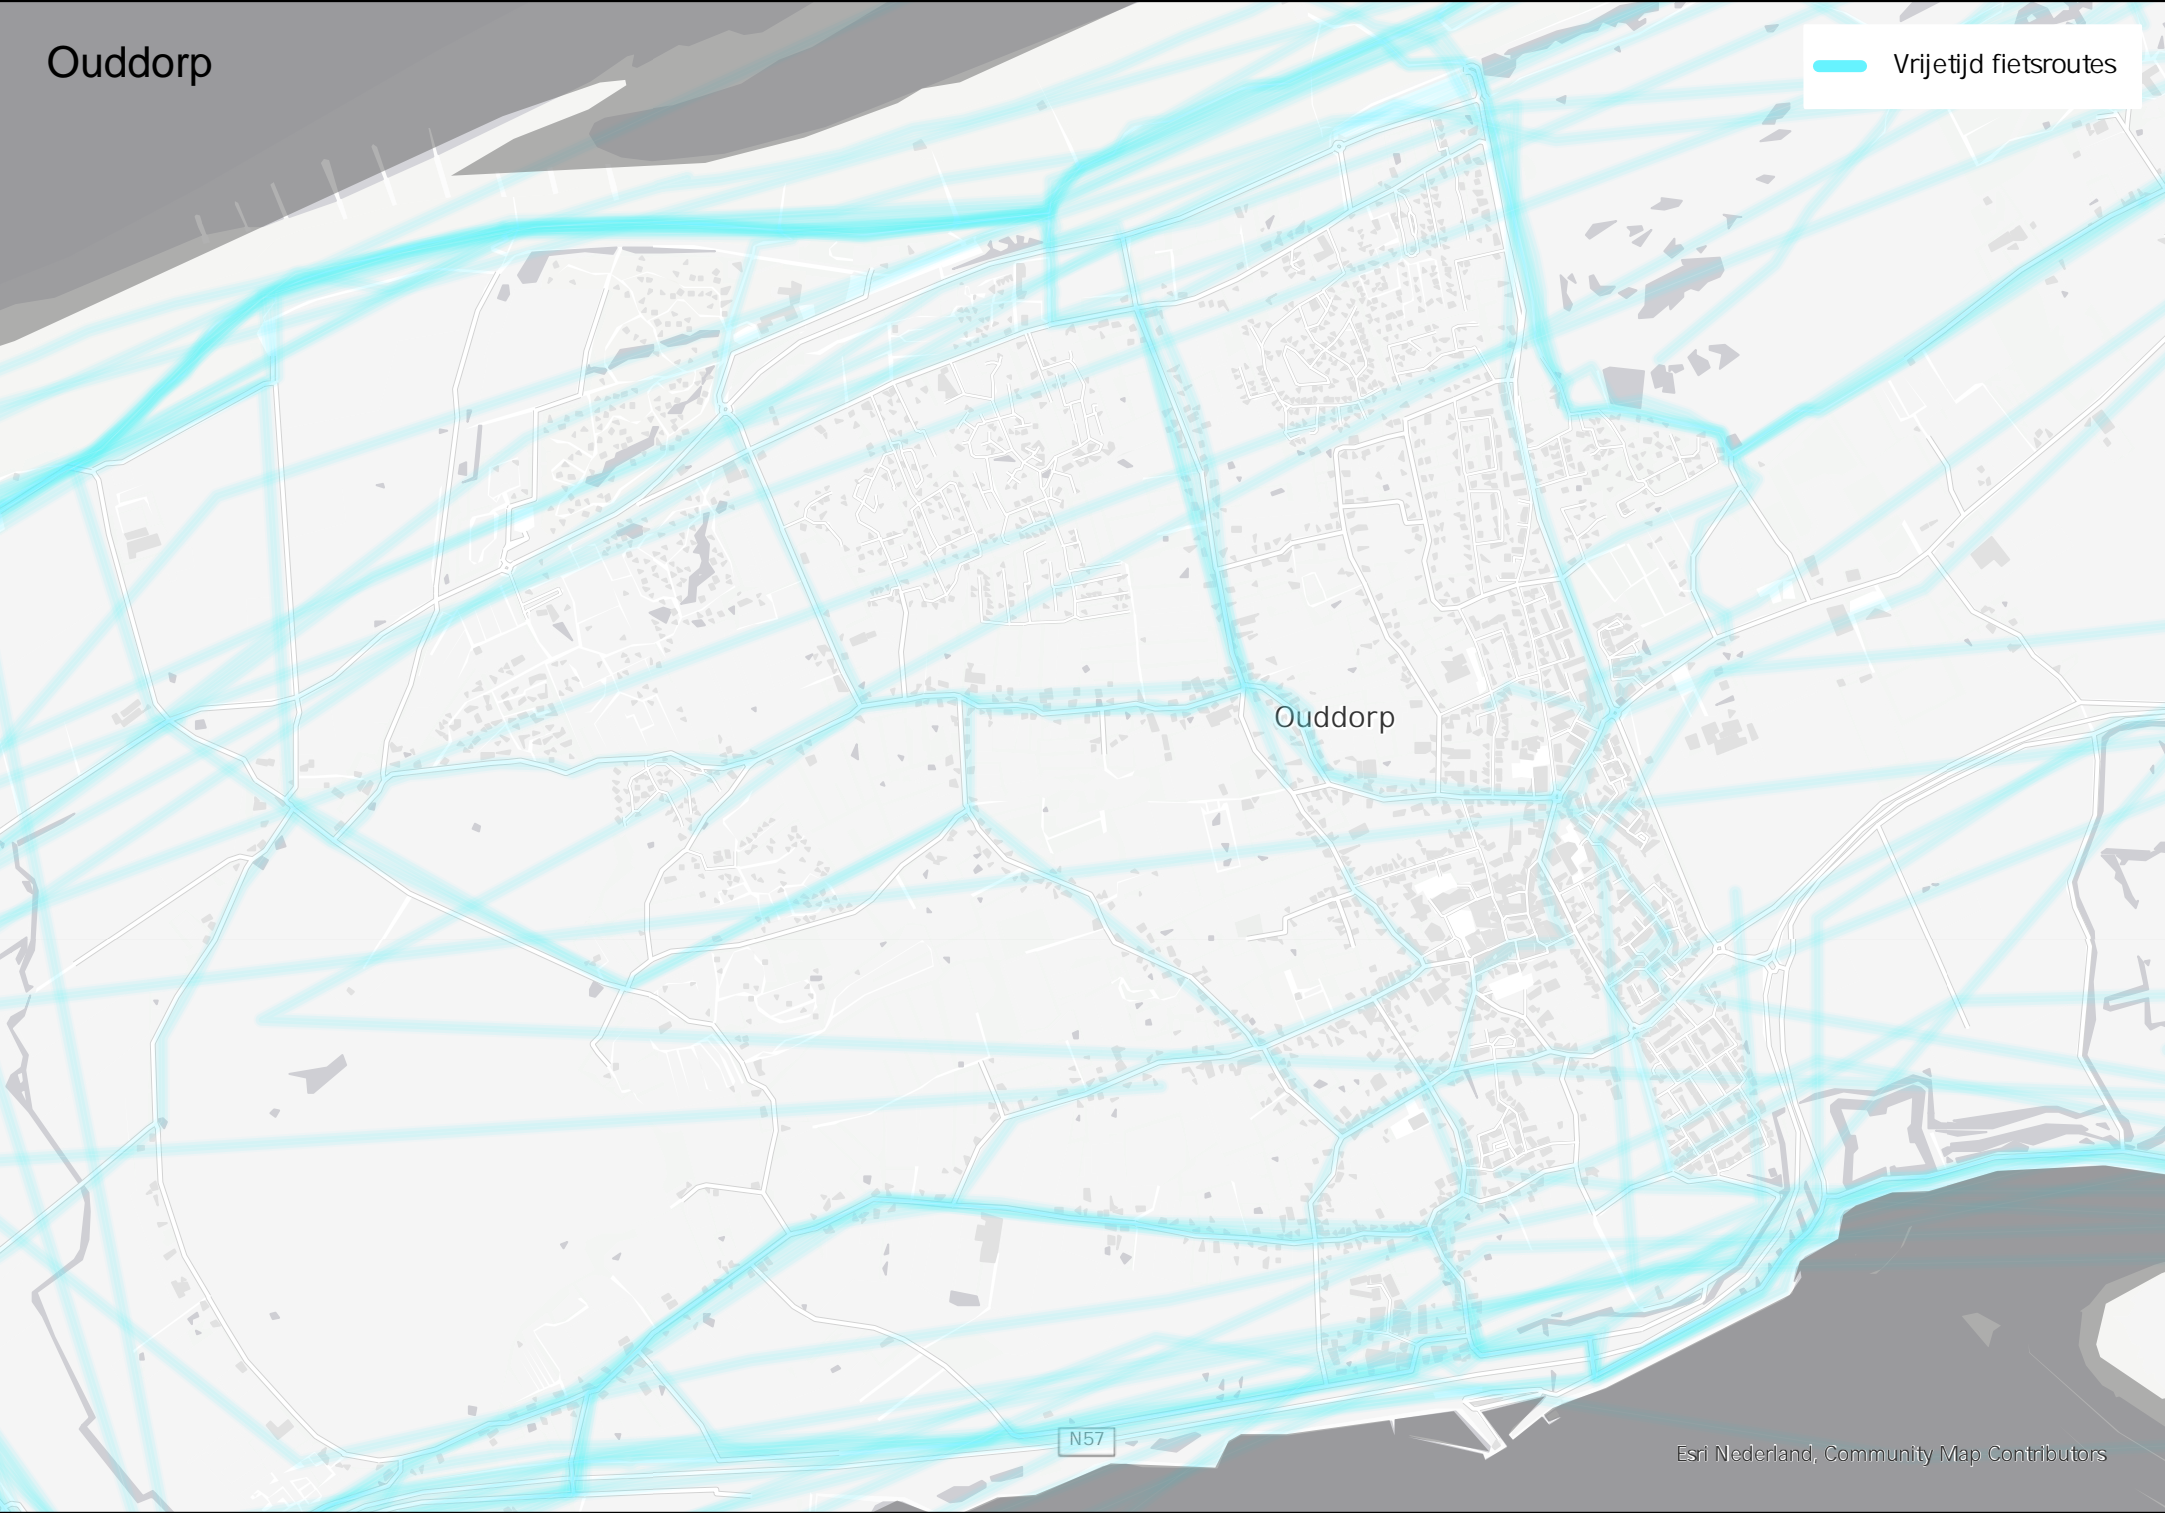 Ouddorp
Vrijetijd fietsroutes
Ouddorp
N57
Esri Nederland, Community Map Contributors